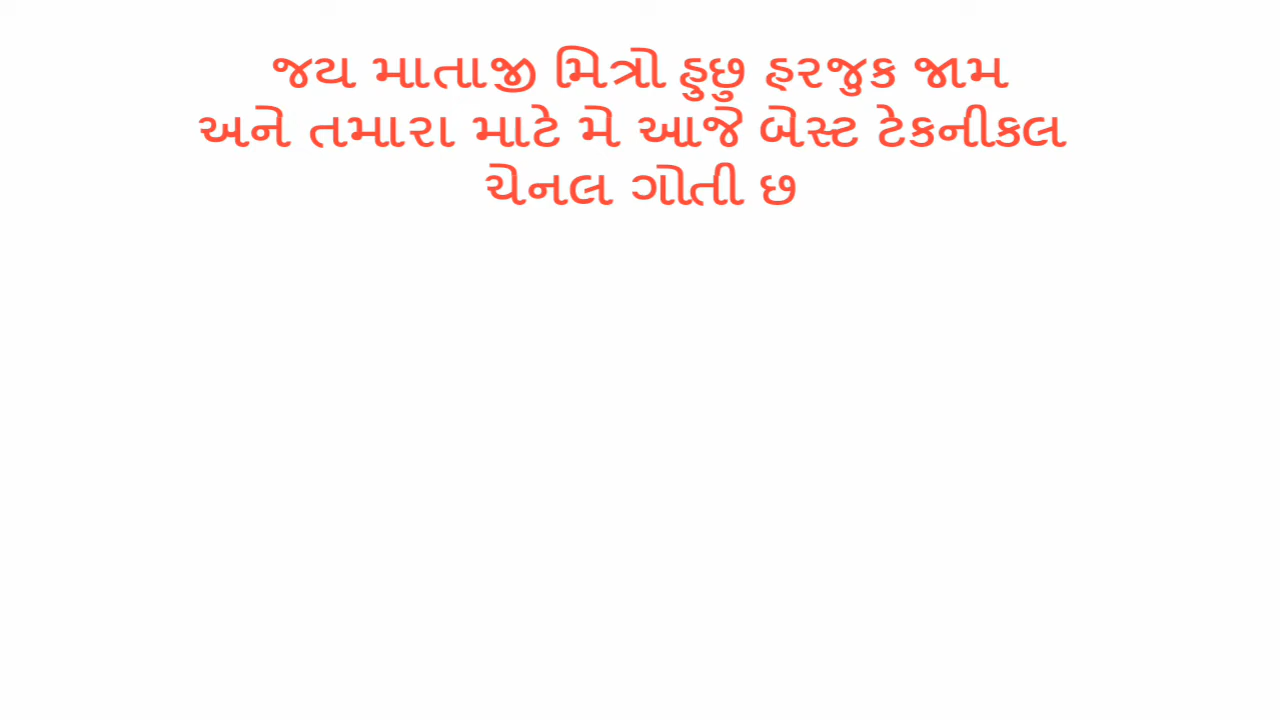 જય માતાજી મિત્રો હુછુ હરજુક જામ
અને તમારા માટે મે આજે બેસ્ટ ટેકનીકલ
ચેનલ ગોતી છ